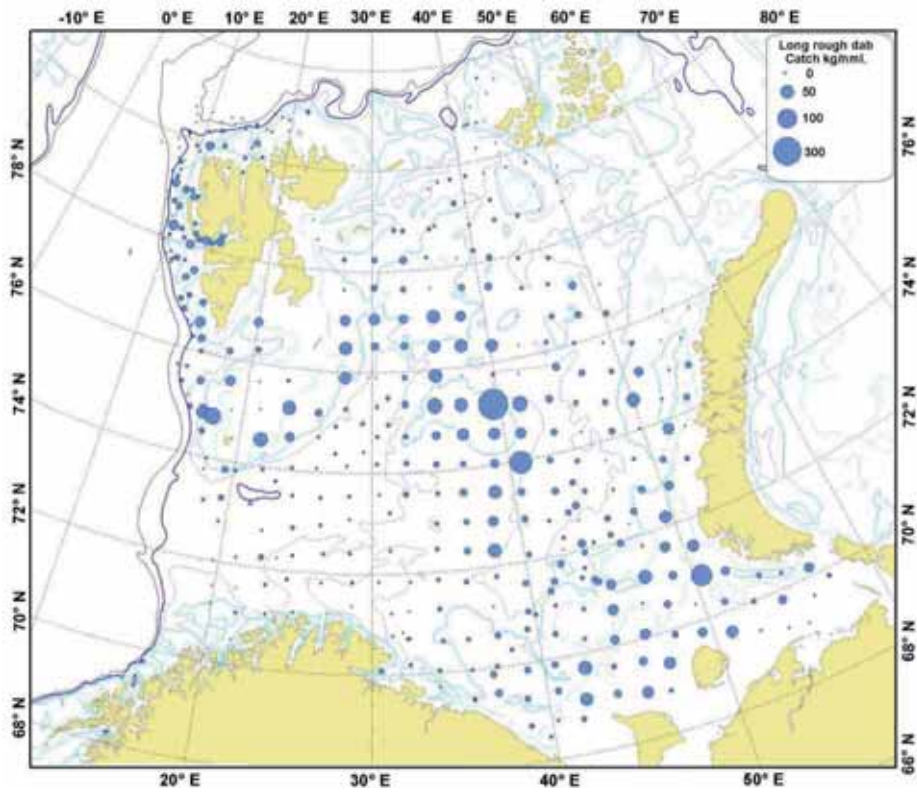 -10° E 0° E 10° E 20° E 30° E 40° E 50° E 60° E 70° E 80° E
Long rough dab
Catch kg/nml.
0
50
100
300
78° N
76° N
74° N
72° N
70° N
68° N
76° N
74° N
72° N
70° N
68° N
66° N
20° E 30° E 40° E 50° E